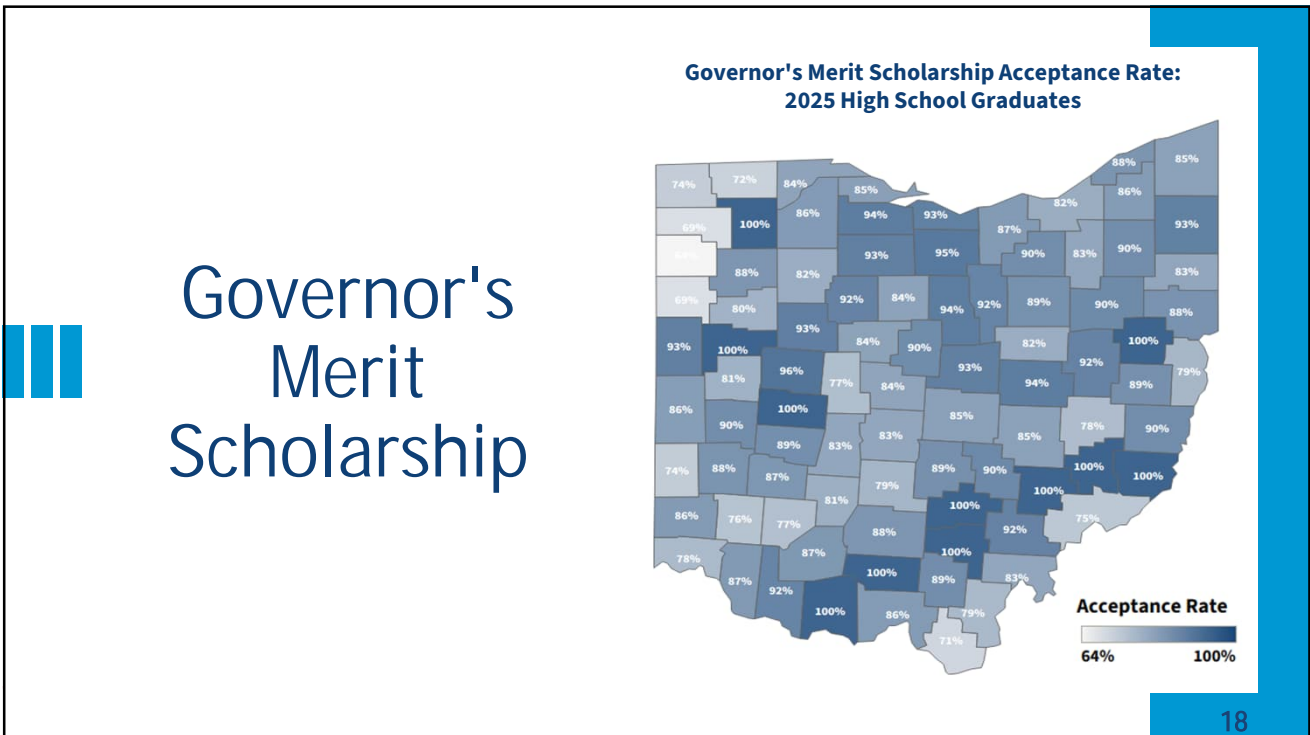 Governor's
Merit
Scholarship
Governor's Merit Scholarship Acceptance Rate:
2025 High School Graduates
88% 85%
74% 72% 84% 85% 86%
69% 100% 86% 94% 93% 87% 82% 93%
93% 95% 90% 83% 90%
88% 82% 83%
69% 80% 92% 84% 94% 92% 89% 90% 88%
93% 100% 93% 84% 90% 82% 92% 100%
81% 96% 77% 84% 93% 94% 89% 79%
86% 90% 100% 85% 78% 90%
89% 83% 83% 85%
74% 88% 87% 79% 89% 90% 100% 100%
86% 76% 77% 81% 88% 100% 100% 75%
78% 87% 100% 92%
87% 92% 100% 89% 83%
100% 86% 79%
71%
Acceptance Rate
64% 100%
18